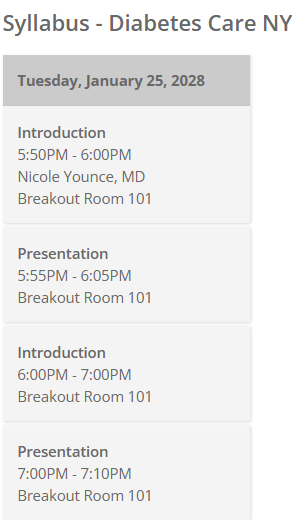 Syllabus - Diabetes Care NY
Tuesday, January 25, 2028
Introduction
5:50PM - 6:00PM
Nicole Younce, MD
Breakout Room 101
Presentation
5:55PM - 6:05PM
Breakout Room 101
Introduction
6:00PM - 7:00PM
Breakout Room 101
Presentation
7:00PM - 7:10PM
Breakout Room 101